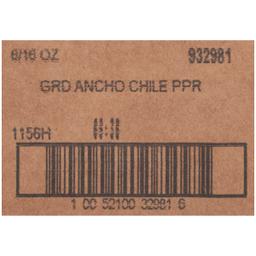 6/16 OZ 932981
GRD ANCHO CHILE PPR
1156H
1 00 52100 32981 6